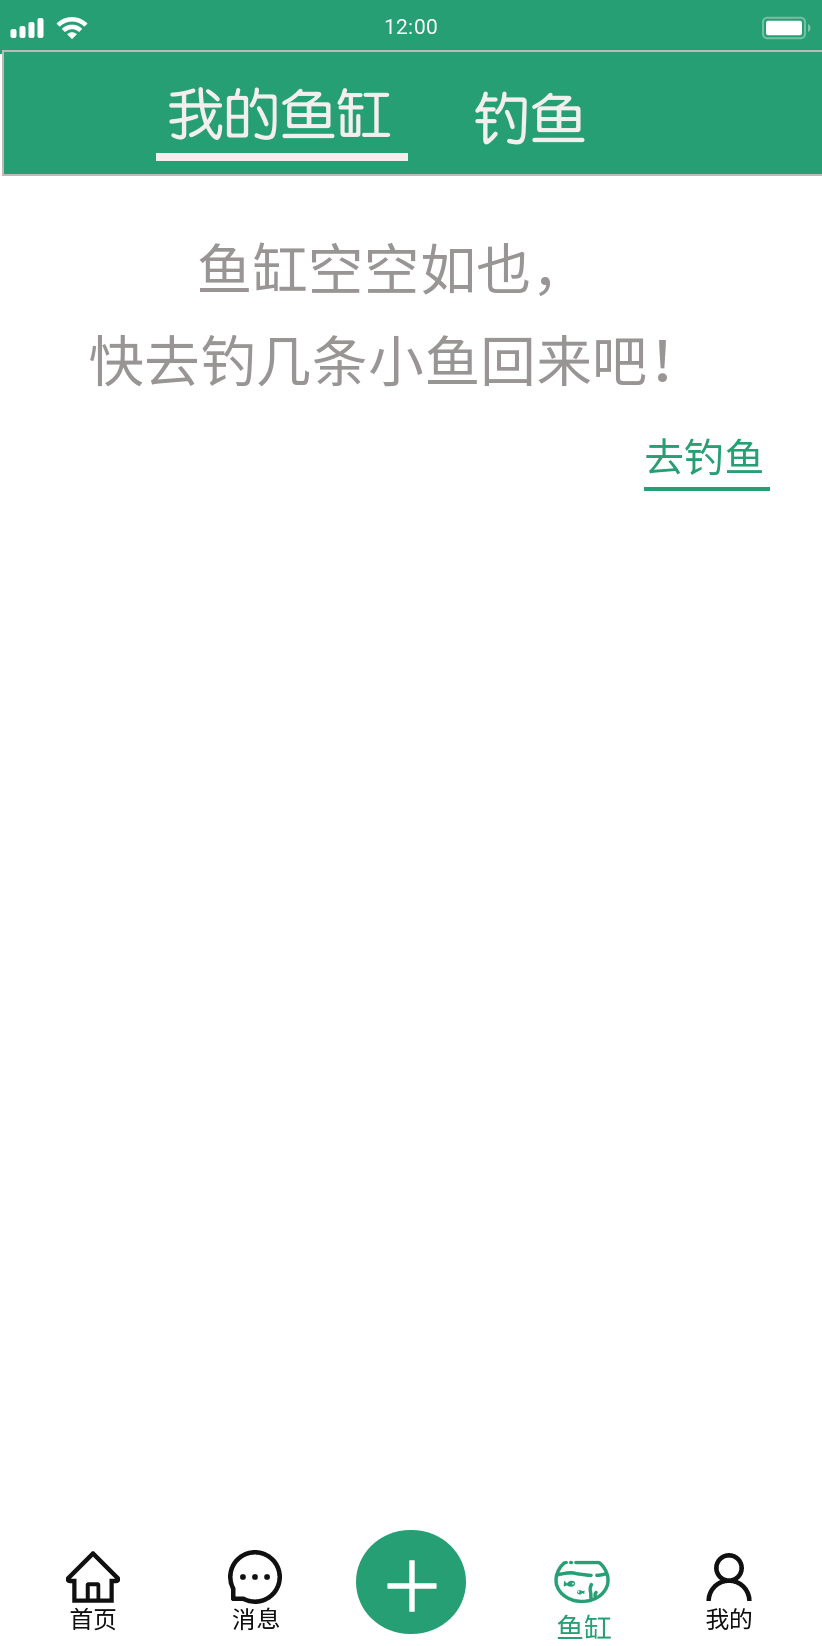 12:00
我的鱼缸 钓鱼
鱼缸空空如也，
快去钓几条小鱼回来吧！
去钓鱼
首页 消息 鱼缸 我的